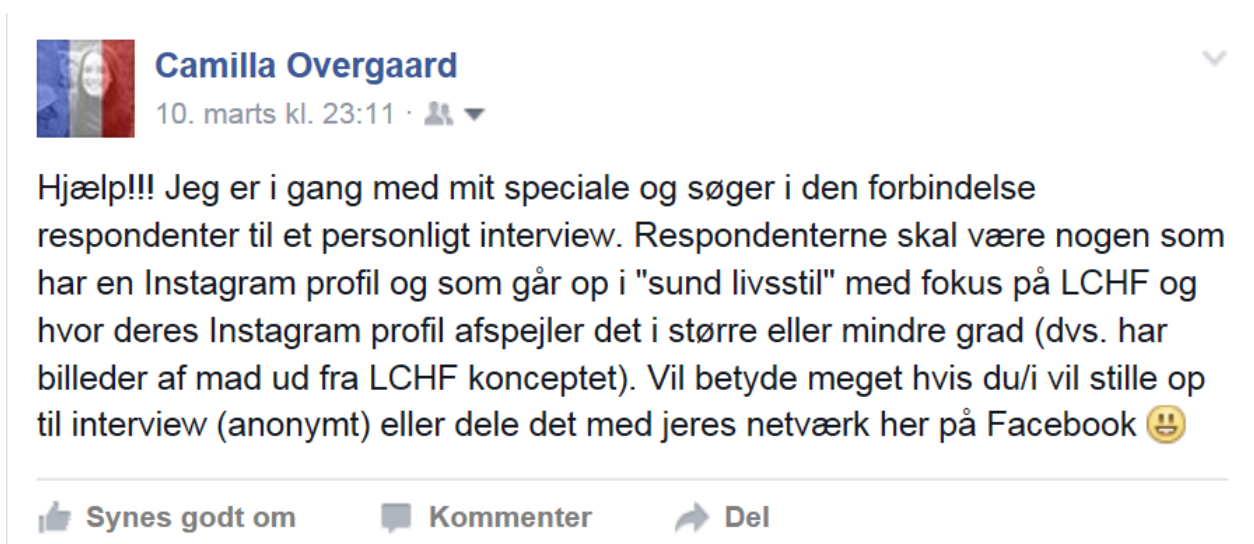 Camilla Overgaard
10. marts kl. 23:11 ·
Hjælp!!! Jeg er i gang med mit speciale og søger i den forbindelse
respondenter til et personligt interview. Respondenterne skal være nogen som
har en Instagram profil og som går op i "sund livsstil" med fokus på LCHF og
hvor deres Instagram profil afspejler det i større eller mindre grad (dvs. har
billeder af mad ud fra LCHF konceptet). Vil betyde meget hvis du/i vil stille op
til interview (anonymt) eller dele det med jeres netværk her på Facebook 😃
Synes godt om Kommenter Del